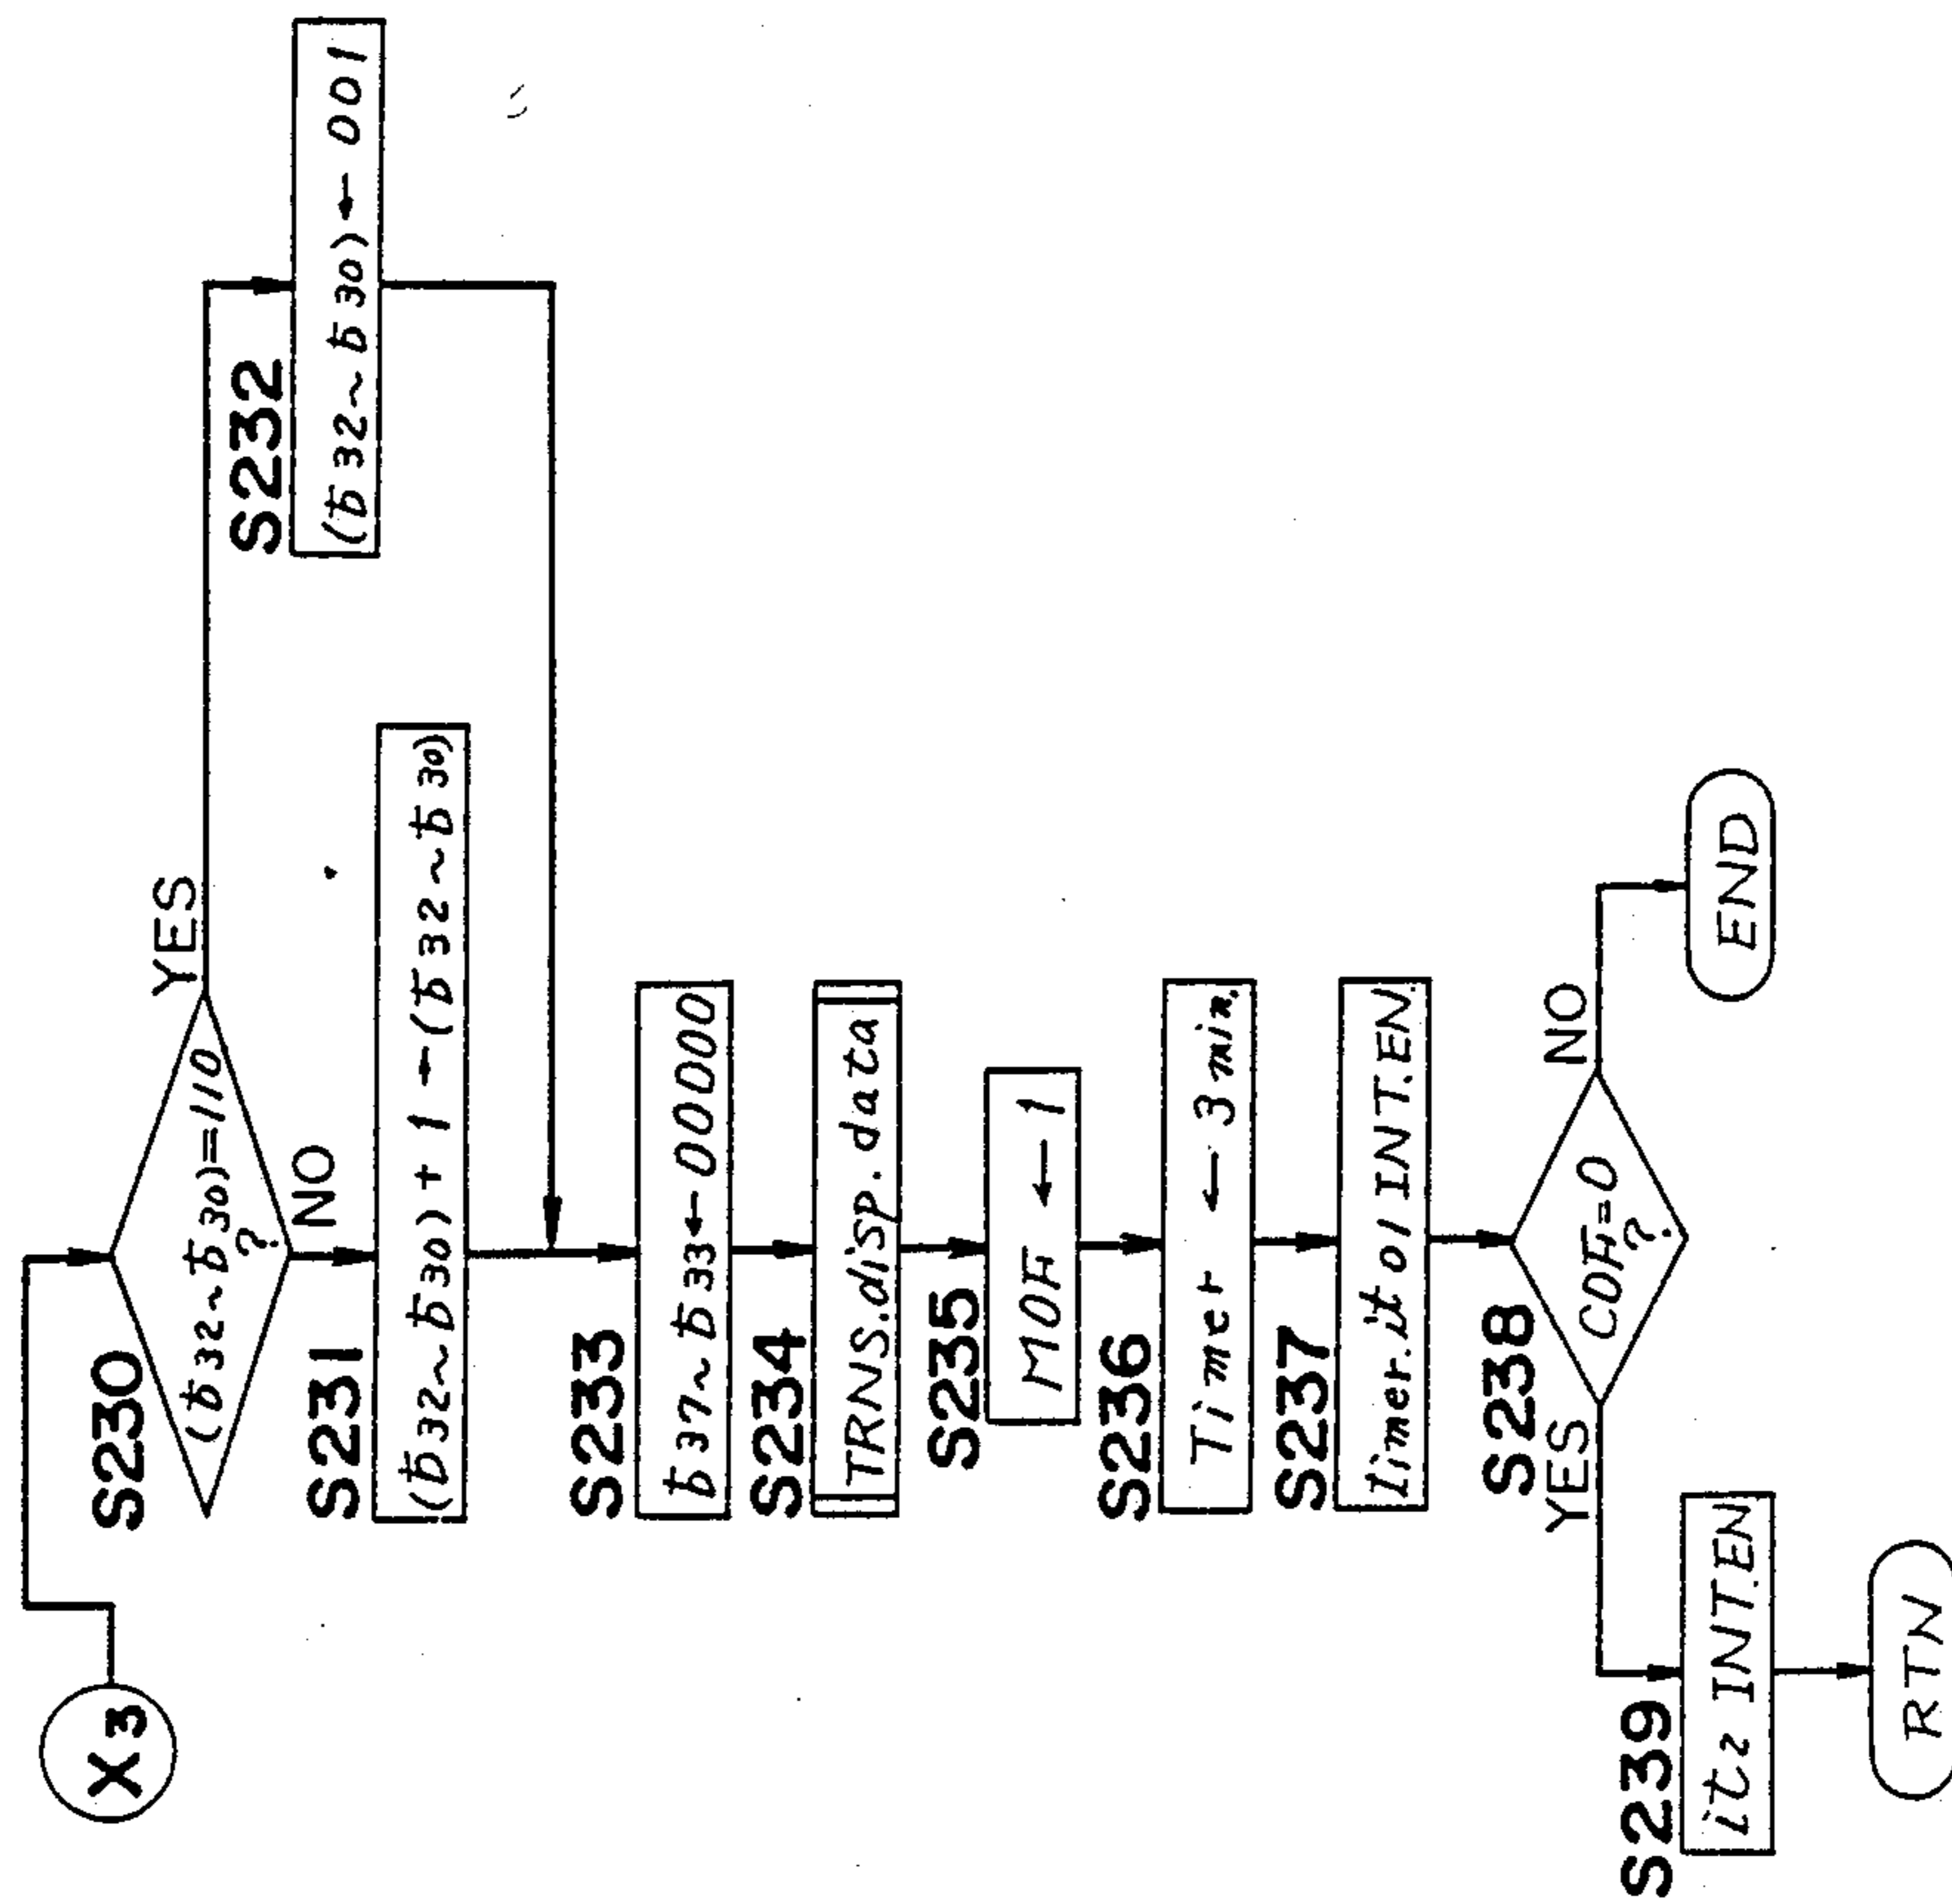 X3
S230
(b32~b30)=110
?
YES
NO
S231
(b32~b30)+1→(b32~b30)
S232
(b32~b30)←001
S233
b37~b33←00000
S234
TRNS.disp.data
S235
MOF←1
S236
Timer←3min.
S237
timer.it01INT.EN.
S238
COF=0
?
YES
NO
S239
it2 INT.EN
RTN
END